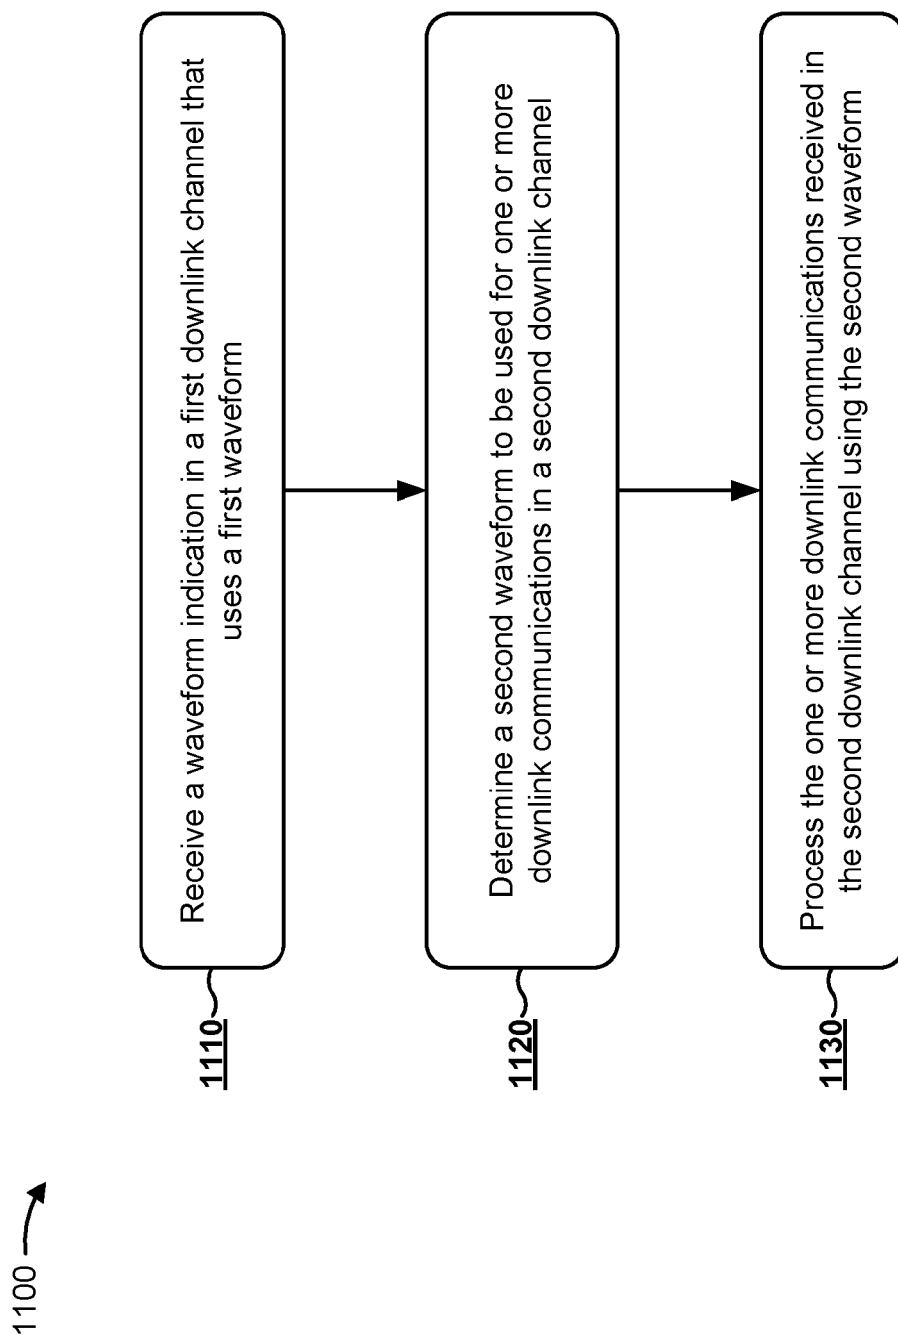 1100
1110
Receive a waveform indication in a first downlink channel that
uses a first waveform
1120
Determine a second waveform to be used for one or more
downlink communications in a second downlink channel
1130
Process the one or more downlink communications received in
the second downlink channel using the second waveform